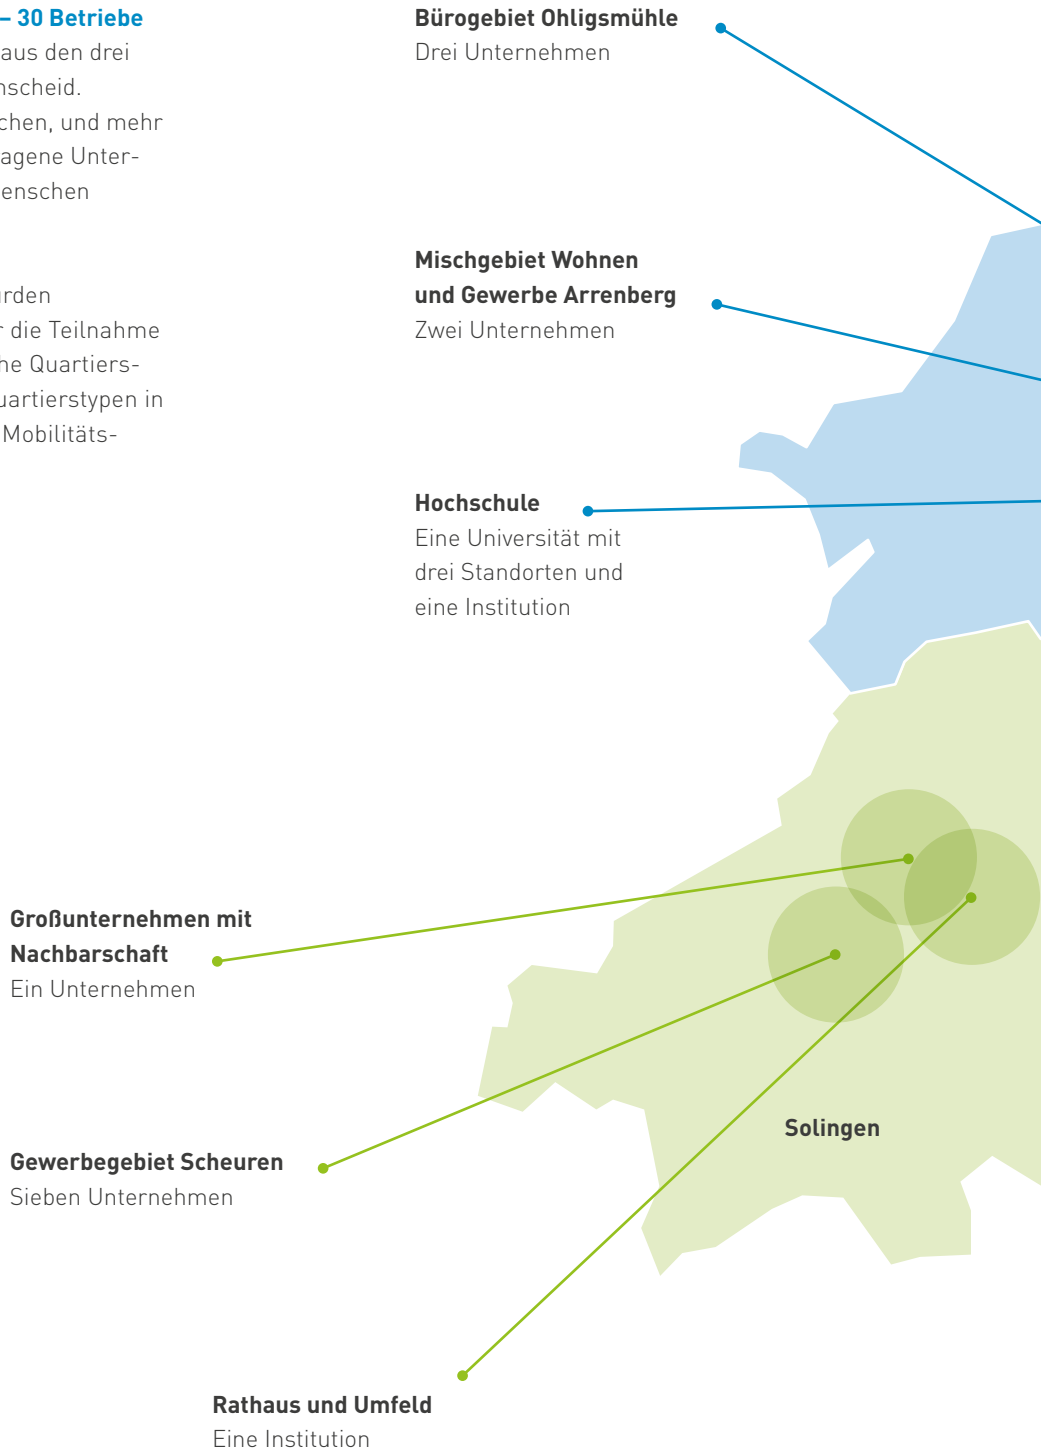 – 30 Betriebe
aus den drei
nscheid.
chen, und mehr
agene Unter-
enschen
rden
r die Teilnahme
he Quartiers-
uartierstypen in
Mobilitäts-
Bürogebiet Ohligsmühle
Drei Unternehmen
Mischgebiet Wohnen
und Gewerbe Arrenberg
Zwei Unternehmen
Hochschule
Eine Universität mit
drei Standorten und
eine Institution
Großunternehmen mit
Nachbarschaft
Ein Unternehmen
Solingen
Gewerbegebiet Scheuren
Sieben Unternehmen
Rathaus und Umfeld
Eine Institution